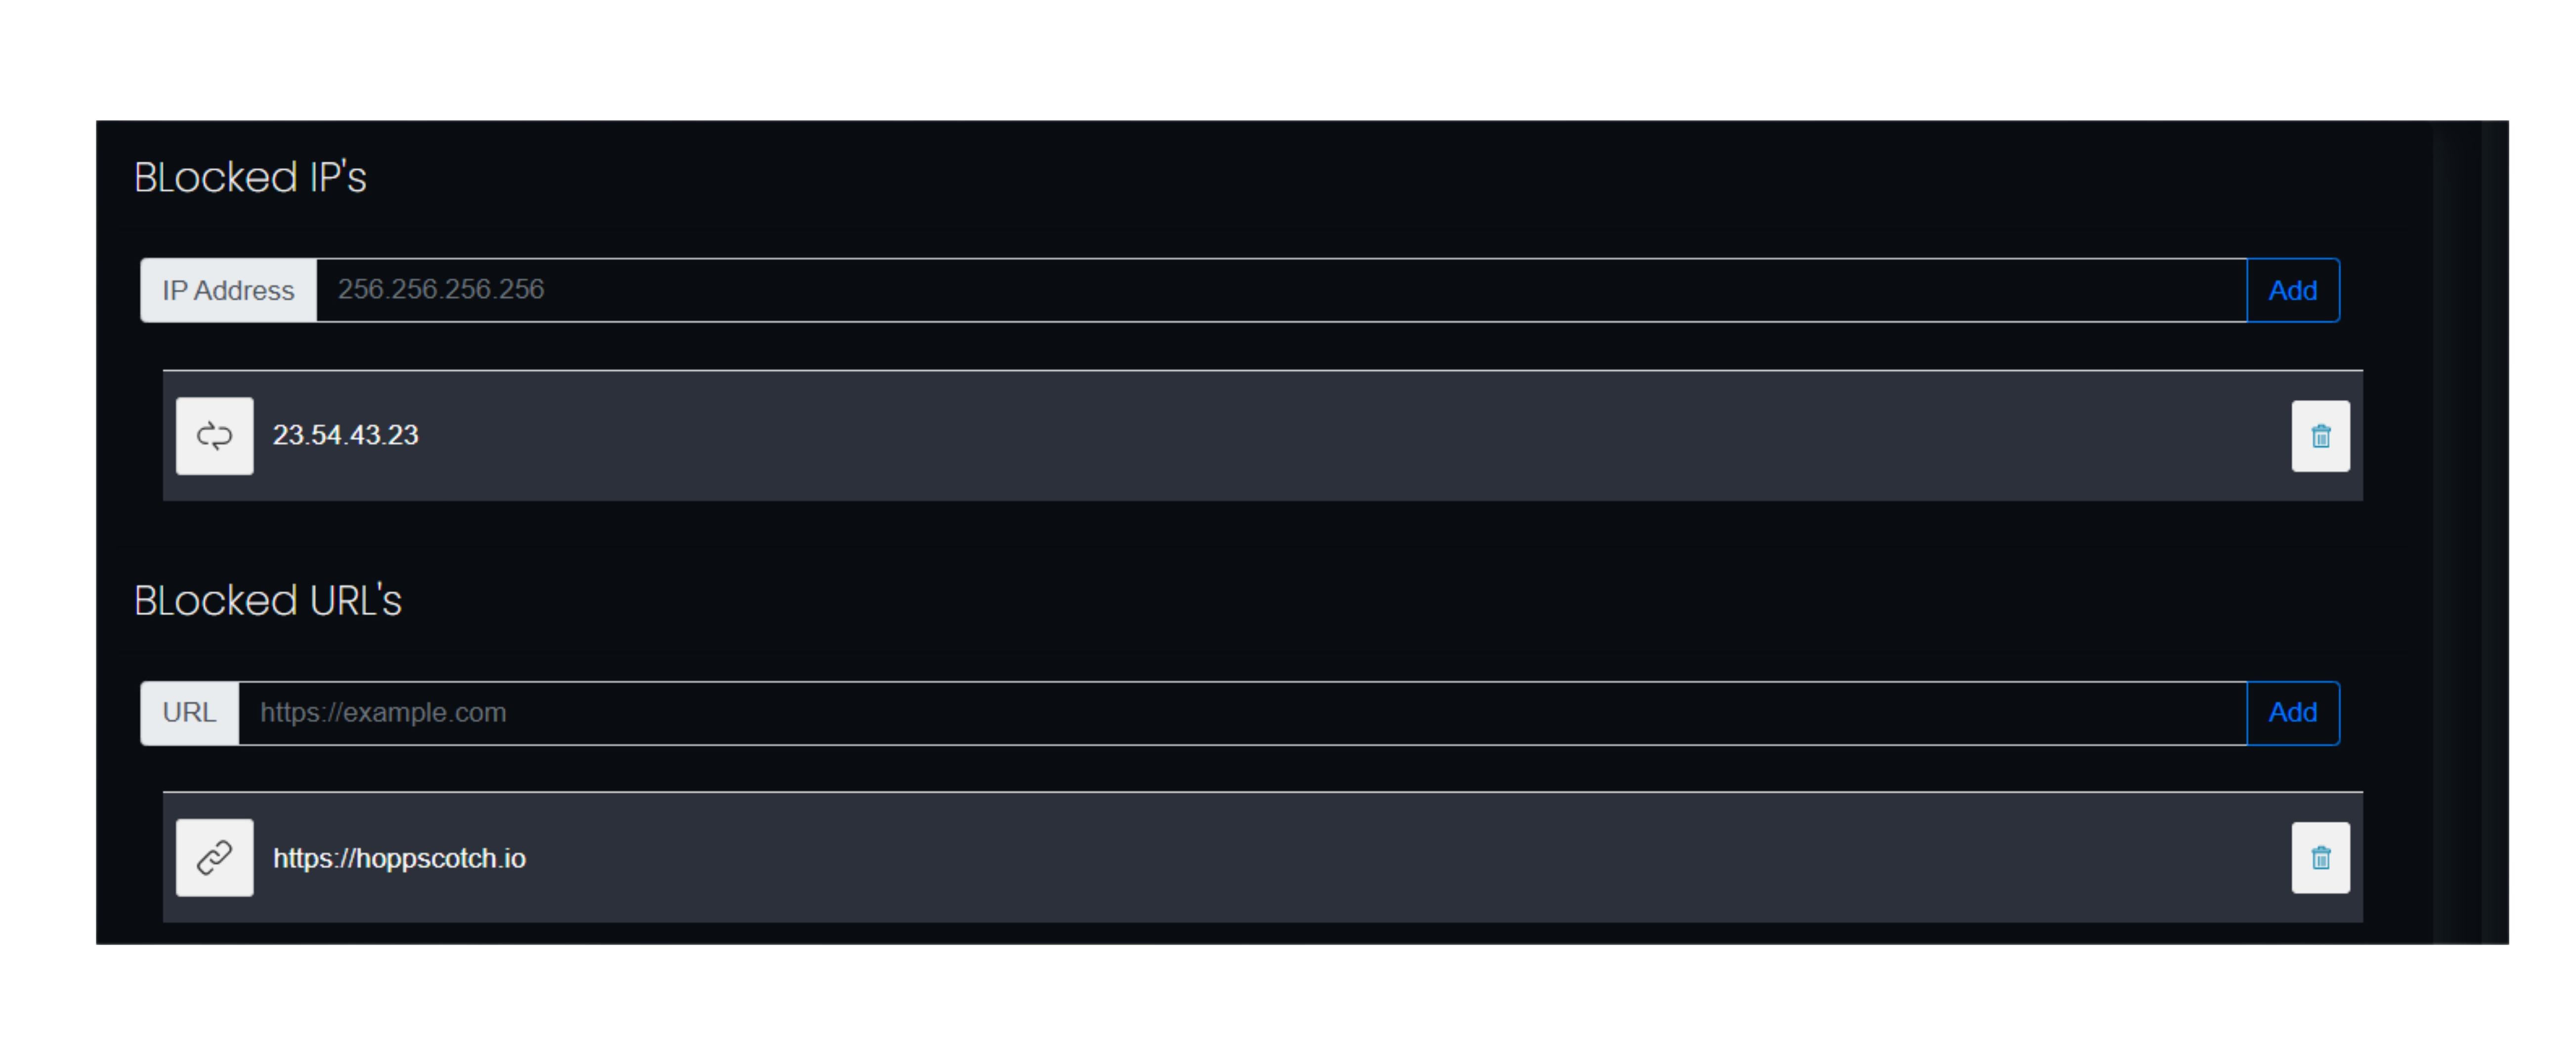 BLocked IP's
IP Address 256.256.256.256 Add
23.54.43.23
BLocked URL's
URL https://example.com Add
https://hoppscotch.io